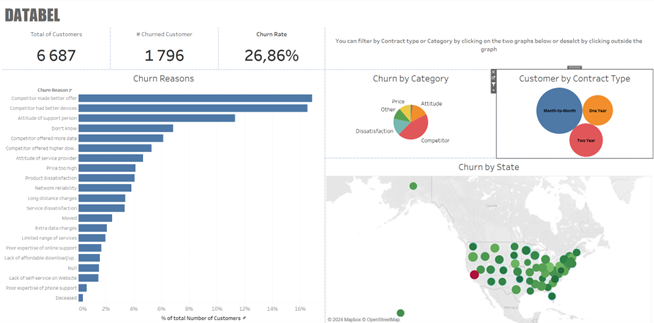 DATABEL
Total of Customers
# Churned Customer
Churn Rate
6 687
1 796
26,86%
You can filter by Contract type or Category by clicking on the two graphs below or deselct by clicking outside the
graph
Churn Reasons
Churn Reason
Competitor made better offer
Competitor had better devices
Attitude of support person
Don't know
Competitor offered more data
Competitor offered higher dow..
Attitude of service provider
Price too high
Product dissatisfaction
Network reliability
Long distance charges
Service dissatisfaction
Moved
Extra data charges
Limited range of services
Poor expertise of online support
Lack of affordable download/up..
Lack of self-service on Website
Poor expertise of phone support
Deceased
0%
2%
4%
6%
8%
10%
12%
14%
16%
% of total Number of Customers
Churn by Category
Price
Attitude
Other
Dissatisfaction
Competitor
Customer by Contract Type
Month-to-Month
One Year
Two Year
Churn by State
© 2024 Mapbox © OpenStreetMap